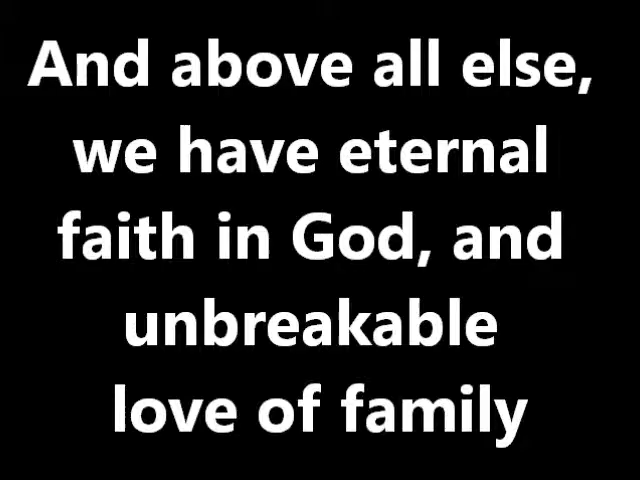 And above all else,
we have eternal
faith in God, and
unbreakable
love of family